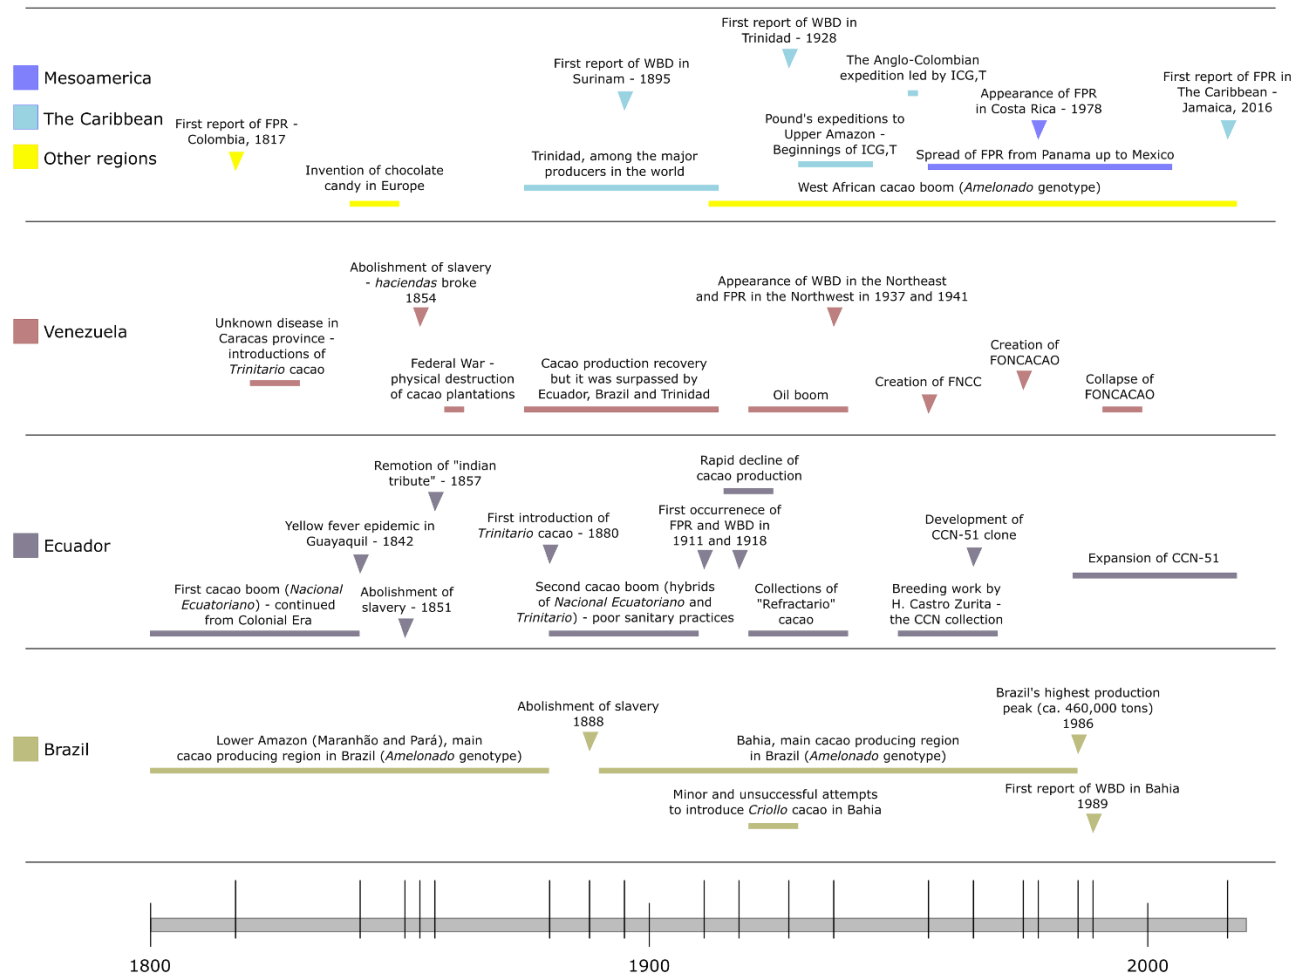 Mesoamerica
The Caribbean
Other regions
First report of FPR -
Colombia, 1817
Invention of chocolate
candy in Europe
First report of WBD in
Surinam - 1895
Trinidad, among the major
producers in the world
First report of WBD in
Trinidad - 1928
The Anglo-Colombian
expedition led by ICG,T
Pound's expeditions to
Upper Amazon -
Beginnings of ICG,T
Appearance of FPR
in Costa Rica - 1978
First report of FPR in
The Caribbean -
Jamaica, 2016
Spread of FPR from Panama up to Mexico
West African cacao boom (Amelonado genotype)
Venezuela
Unknown disease in
Caracas province -
introductions of
Trinitario cacao
Abolishment of slavery
- haciendas broke
1854
Federal War -
physical destruction
of cacao plantations
Cacao production recovery
but it was surpassed by
Ecuador, Brazil and Trinidad
Appearance of WBD in the Northeast
and FPR in the Northwest in 1937 and 1941
Oil boom
Creation of FNCC
Creation of
FONCACAO
Collapse of
FONCACAO
Ecuador
First cacao boom (Nacional
Ecuatoriano) - continued
from Colonial Era
Yellow fever epidemic in
Guayaquil - 1842
Remotion of "indian
tribute" - 1857
Abolishment of
slavery - 1851
First introduction of
Trinitario cacao - 1880
Second cacao boom (hybrids
of Nacional Ecuatoriano and
Trinitario) - poor sanitary practices
Rapid decline of
cacao production
First occurrenece of
FPR and WBD in
1911 and 1918
Collections of
"Refractario"
cacao
Development of
CCN-51 clone
Breeding work by
H. Castro Zurita -
the CCN collection
Expansion of CCN-51
Brazil
Lower Amazon (Maranhão and Pará), main
cacao producing region in Brazil (Amelonado genotype)
Abolishment of slavery
1888
Bahia, main cacao producing region
in Brazil (Amelonado genotype)
Minor and unsuccessful attempts
to introduce Criollo cacao in Bahia
Brazil's highest production
peak (ca. 460,000 tons)
1986
First report of WBD in Bahia
1989
1800
1900
2000